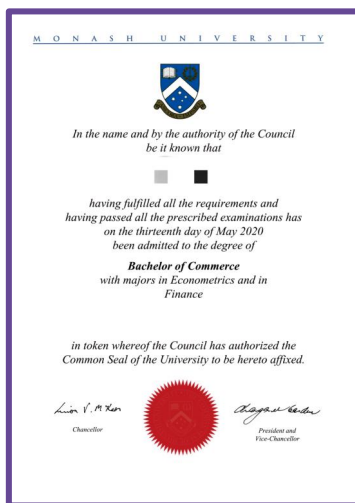 MONASH UNIVERSITY
In the name and by the authority of the Council
be it known that
having fulfilled all the requirements and
having passed all the prescribed examinations has
on the thirteenth day of May 2020
been admitted to the degree of
Bachelor of Commerce
with majors in Econometrics and in
Finance
in token whereof the Council has authorized the
Common Seal of the University to be hereto affixed.
Chancellor
President and
Vice-Chancellor